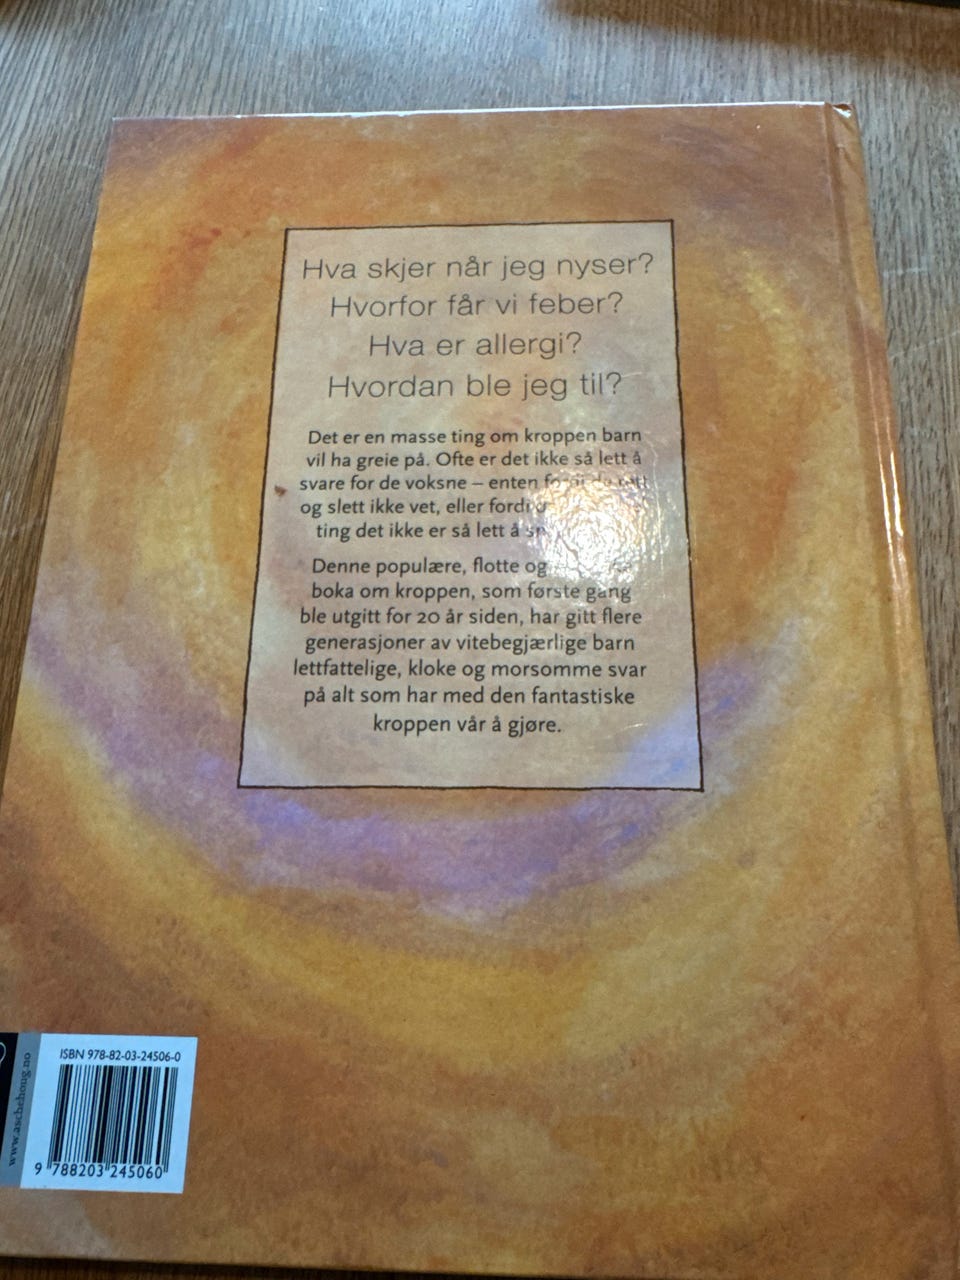 Hva skjer når jeg nyser?
Hvorfor får vi feber?
Hva er allergi?
Hvordan ble jeg til?
Det er en masse ting om kroppen barn
vil ha greie på. Ofte er det ikke så lett å
svare for de voksne – enten fordi de rett
og slett ikke vet, eller fordi
ting det ikke er så lett å
Denne populære, flotte og
boka om kroppen, som første gang
ble utgitt for 20 år siden, har gitt flere
generasjoner av vitebegjærlige barn
lettfattelige, kloke og morsomme svar
på alt som har med den fantastiske
kroppen vår å gjøre.
www.aschehoug.no
ISBN 978-82-03-24506-0
9 788203 245060